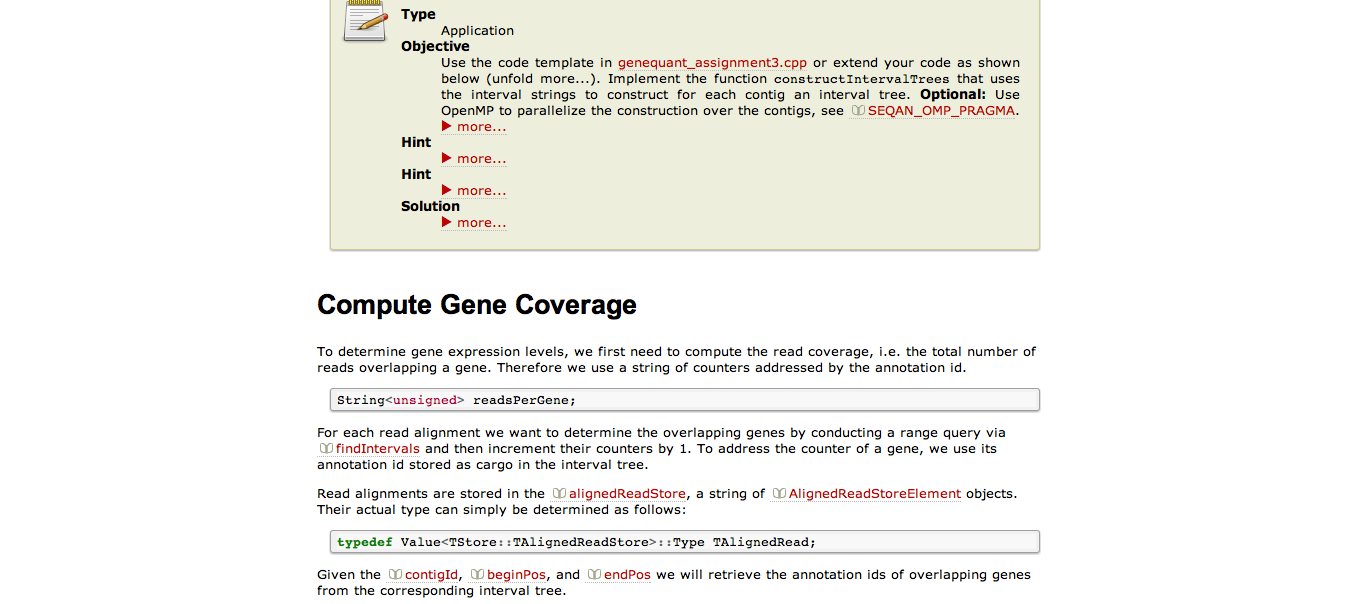 Type
Application
Objective
Use the code template in genequant_assignment3.cpp or extend your code as shown
below (unfold more...). Implement the function constructIntervalTrees that uses
the interval strings to construct for each contig an interval tree. Optional: Use
OpenMP to parallelize the construction over the contigs, see SEQAN_OMP_PRAGMA.
more...
Hint
more...
Hint
more...
Solution
more...
Compute Gene Coverage
To determine gene expression levels, we first need to compute the read coverage, i.e. the total number of
reads overlapping a gene. Therefore we use a string of counters addressed by the annotation id.
String<unsigned> readsPerGene;
For each read alignment we want to determine the overlapping genes by conducting a range query via
findIntervals and then increment their counters by 1. To address the counter of a gene, we use its
annotation id stored as cargo in the interval tree.
Read alignments are stored in the alignedReadStore, a string of AlignedReadStoreElement objects.
Their actual type can simply be determined as follows:
typedef Value<TStore::TAlignedReadStore>::Type TAlignedRead;
Given the contigId, beginPos, and endPos we will retrieve the annotation ids of overlapping genes
from the corresponding interval tree.